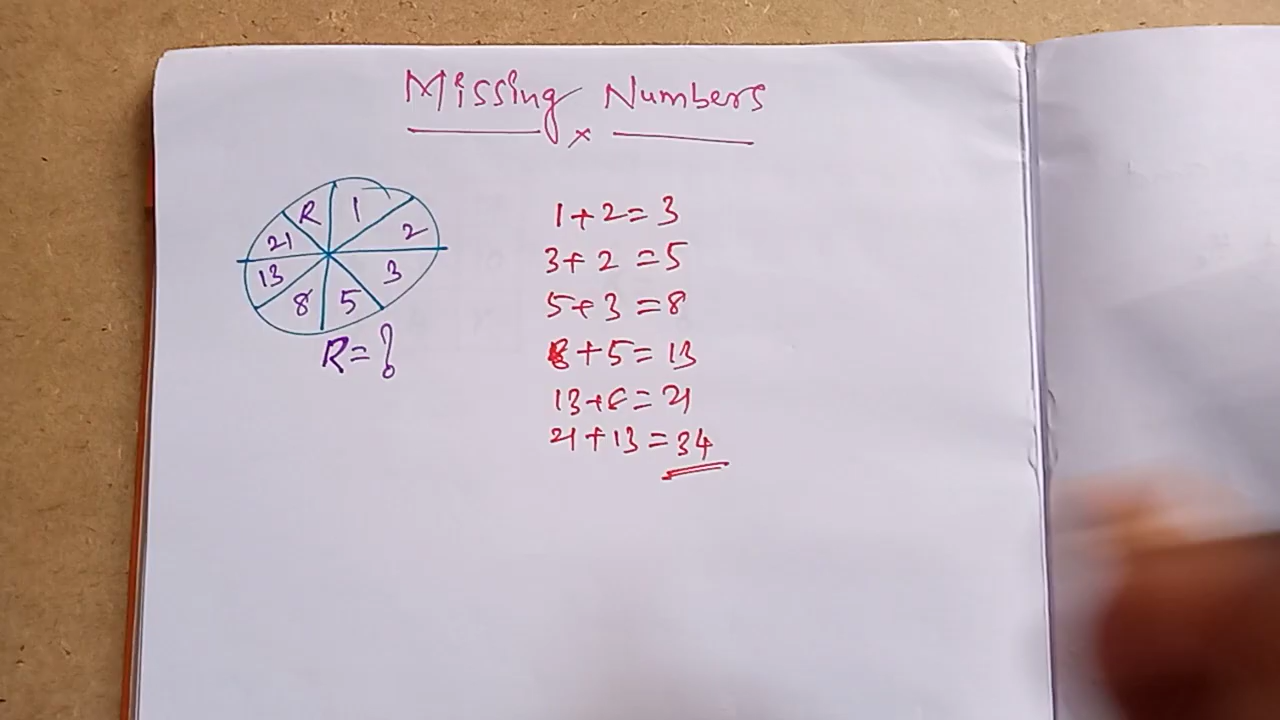 Missing Numbers
×
R 1
21 2
13 3
8 5
R = ?
1 + 2 = 3
3 + 2 = 5
5 + 3 = 8
8 + 5 = 13
13 + 8 = 21
21 + 13 = 34